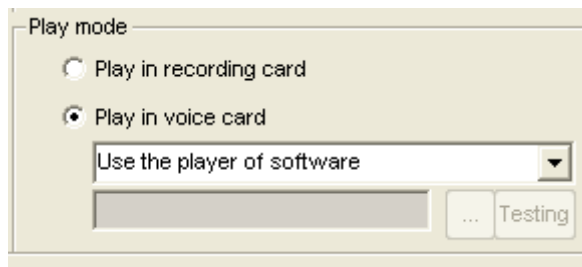 Play mode
Play in recording card
Play in voice card
Use the player of software
... Testing